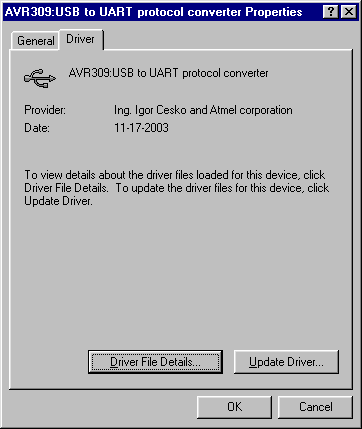 AVR309:USB to UART protocol converter Properties
General
Driver
AVR309:USB to UART protocol converter
Provider: Ing. Igor Cesko and Atmel corporation
Date: 11-17-2003
To view details about the driver files loaded for this device, click
Driver File Details. To update the driver files for this device, click
Update Driver.
Driver File Details...
Update Driver...
OK
Cancel